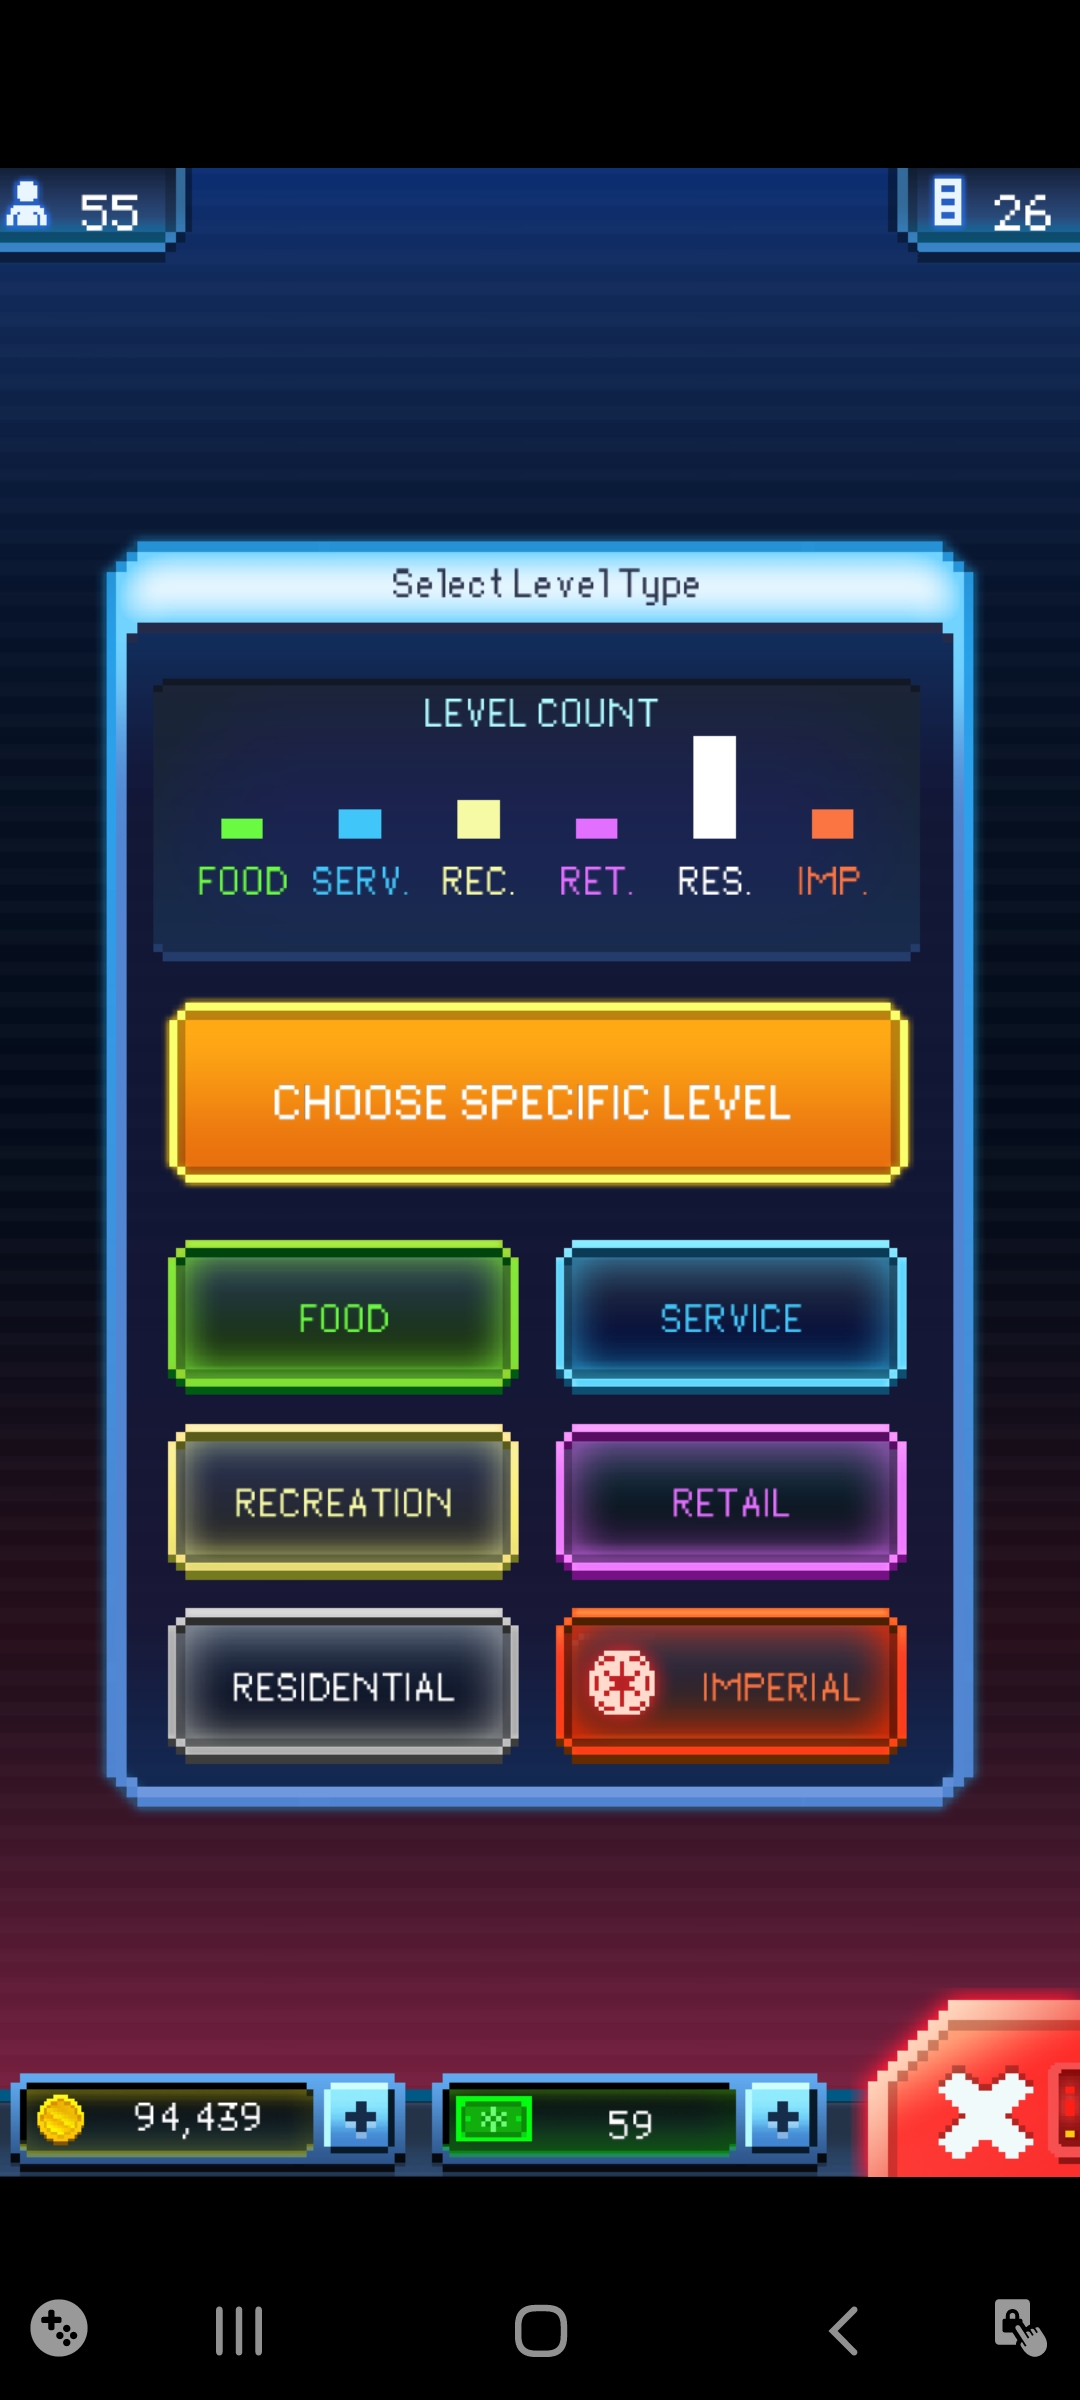 55
26
Select Level Type
LEVEL COUNT
FOOD SERV. REC. RET. RES. IMP.
CHOOSE SPECIFIC LEVEL
FOOD SERVICE
RECREATION RETAIL
RESIDENTIAL IMPERIAL
94,439
59